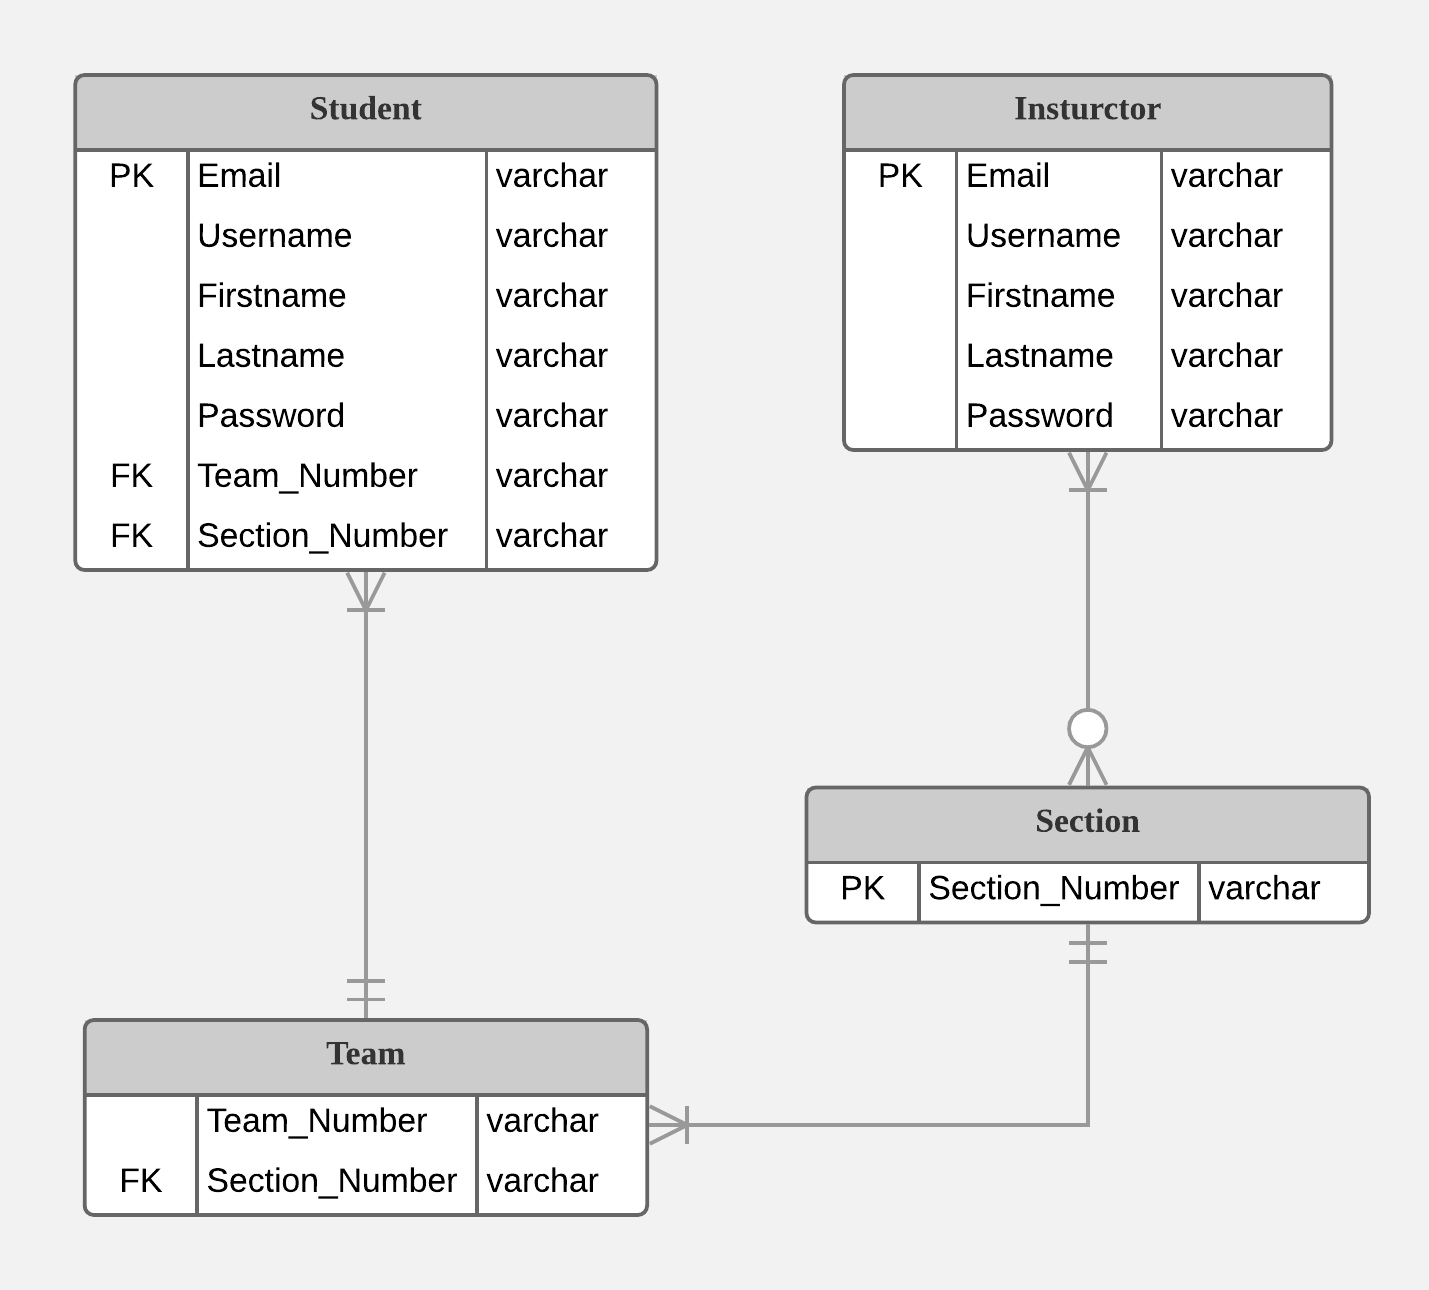 Student
PK Email varchar
Username varchar
Firstname varchar
Lastname varchar
Password varchar
FK Team_Number varchar
FK Section_Number varchar
Insturctor
PK Email varchar
Username varchar
Firstname varchar
Lastname varchar
Password varchar
Section
PK Section_Number varchar
Team
Team_Number varchar
FK Section_Number varchar